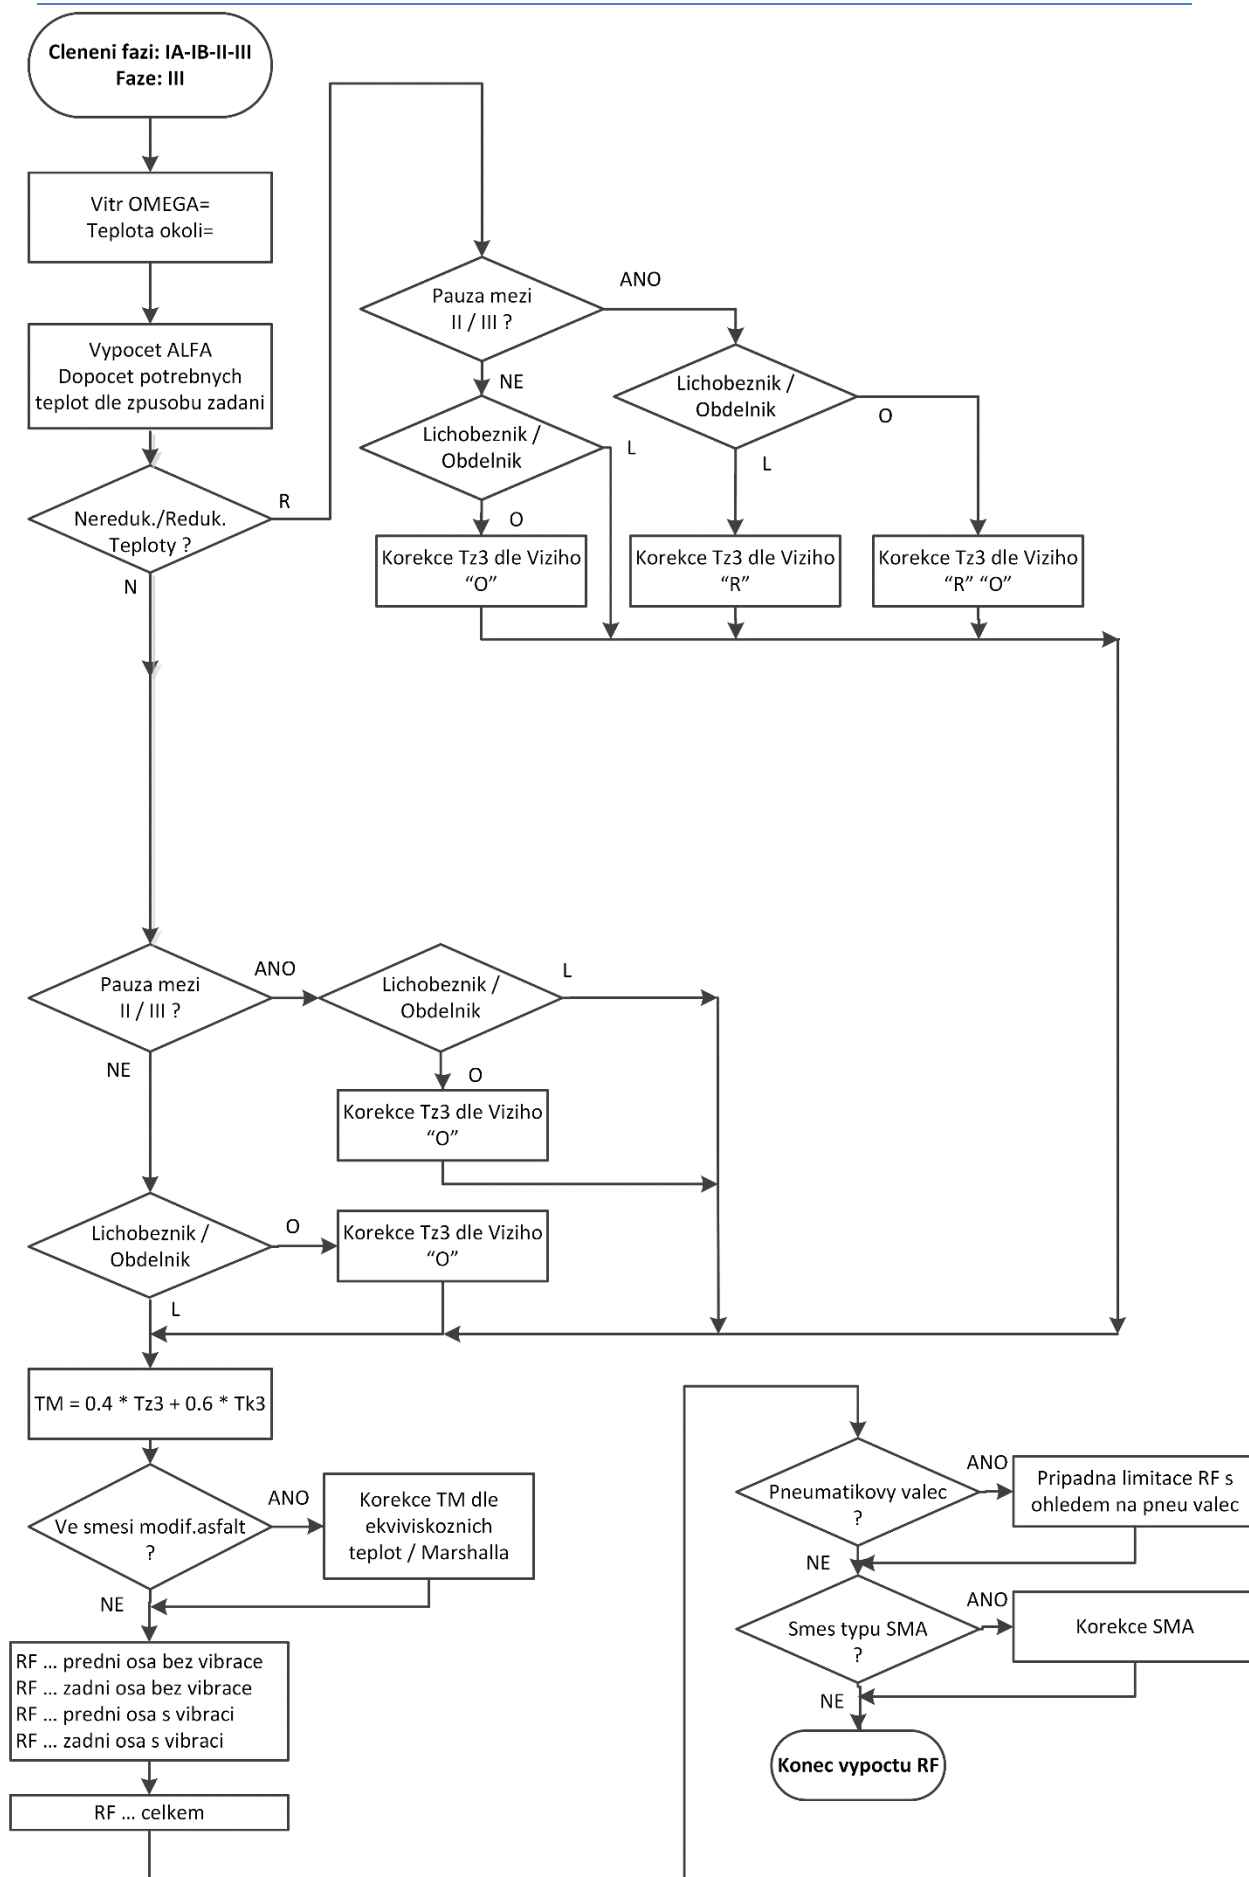 Cleneni fazi: IA-IB-II-III
Faze: III
Vitr OMEGA=
Teplota okoli=
Vypocet ALFA
Dopocet potrebnych
teplot dle zpusobu zadani
Nereduk./Reduk.
Teploty ?
R
N
Pauza mezi
II / III ?
ANO
NE
Lichobeznik /
Obdelnik
L
O
Lichobeznik /
Obdelnik
O
L
Korekce Tz3 dle Viziho
“O”
Korekce Tz3 dle Viziho
“R”
Korekce Tz3 dle Viziho
“R” “O”
Pauza mezi
II / III ?
ANO
NE
Lichobeznik /
Obdelnik
L
O
Korekce Tz3 dle Viziho
“O”
Lichobeznik /
Obdelnik
O
L
Korekce Tz3 dle Viziho
“O”
TM = 0.4 * Tz3 + 0.6 * Tk3
Ve smesi modif.asfalt
?
ANO
NE
Korekce TM dle
ekviviskoznich
teplot / Marshalla
RF ... predni osa bez vibrace
RF ... zadni osa bez vibrace
RF ... predni osa s vibraci
RF ... zadni osa s vibraci
RF ... celkem
Pneumatikovy valec
?
ANO
NE
Pripadna limitace RF s
ohledem na pneu valec
Smes typu SMA
?
ANO
NE
Korekce SMA
Konec vypoctu RF